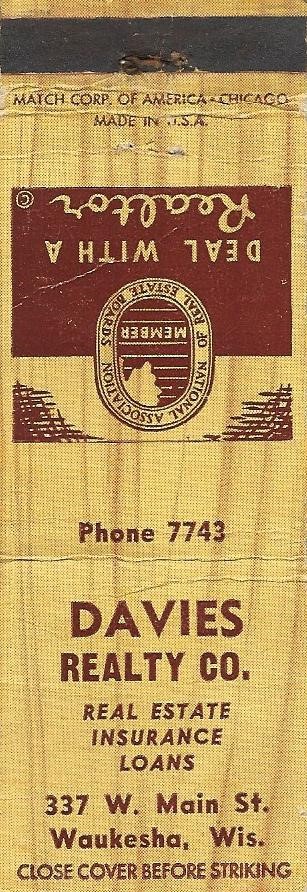 MATCH CORP. OF AMERICA - CHICAGO
MADE IN U.S.A.
DEAL WITH A
Realtor ©
NATIONAL ASSOCIATION OF REAL ESTATE BOARDS
MEMBER
Phone 7743
DAVIES
REALTY CO.
REAL ESTATE
INSURANCE
LOANS
337 W. Main St.
Waukesha, Wis.
CLOSE COVER BEFORE STRIKING